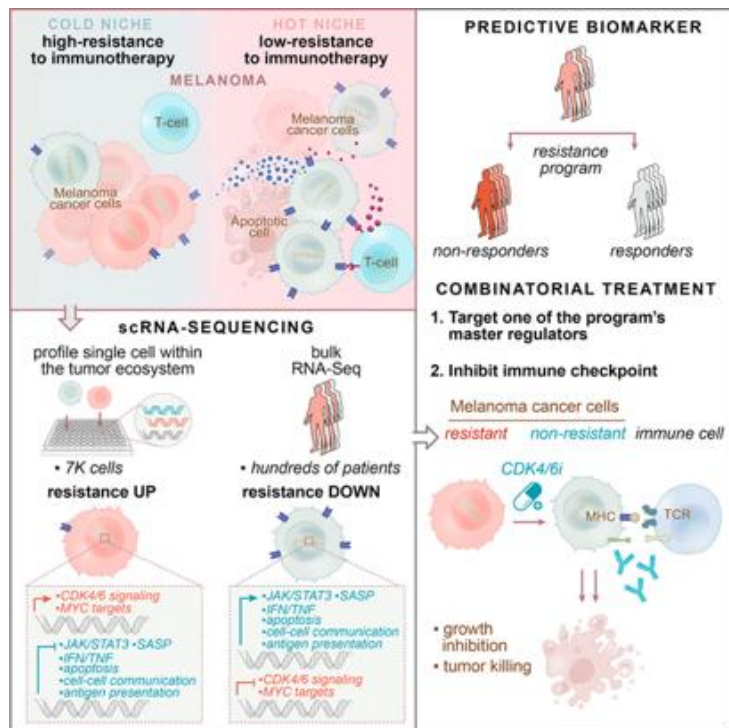 COLD NICHE
high-resistance
to immunotherapy
HOT NICHE
low-resistance
to immunotherapy
MELANOMA
T-cell
Melanoma
cancer cells
Melanoma
cancer cells
Apoptotic
cell
T-cell
scRNA-SEQUENCING
profile single cell within
the tumor ecosystem
• 7K cells
bulk
RNA-Seq
• hundreds of patients
resistance UP
•CDK4/6 signaling
•MYC targets
•JAK/STAT3 •SASP
•IFN/TNF
•apoptosis
•cell-cell communication
•antigen presentation
resistance DOWN
•JAK/STAT3 •SASP
•IFN/TNF
•apoptosis
•cell-cell communication
•antigen presentation
•CDK4/6 signaling
•MYC targets
PREDICTIVE BIOMARKER
resistance
program
non-responders
responders
COMBINATORIAL TREATMENT
1. Target one of the program's
master regulators
2. Inhibit immune checkpoint
Melanoma cancer cells
resistant non-resistant immune cell
CDK4/6i
MHC
TCR
• growth
inhibition
• tumor killing